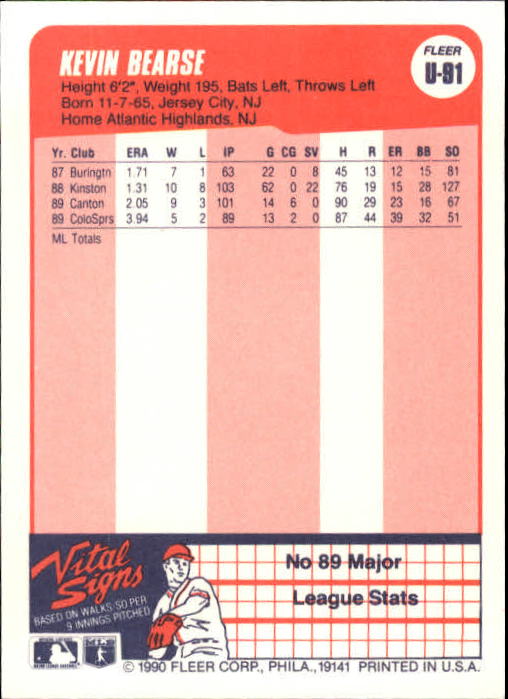 KEVIN BEARSE
FLEER
U-91
Height 6'2", Weight 195, Bats Left, Throws Left
Born 11-7-65, Jersey City, NJ
Home Atlantic Highlands, NJ
Yr. Club ERA W L IP G CG SV H R ER BB SO
87 Burlngtn 1.71 7 1 63 22 0 8 45 13 12 15 81
88 Kinston 1.31 10 8 103 62 0 22 76 19 15 28 127
89 Canton 2.05 9 3 101 14 6 0 90 29 23 16 67
89 ColoSprs 3.94 5 2 89 13 2 0 87 44 39 32 51
ML Totals
Vital
Signs
BASED ON WALKS, SO PER
9 INNINGS PITCHED
No 89 Major
League Stats
© 1990 FLEER CORP., PHILA., 19141 PRINTED IN U.S.A.